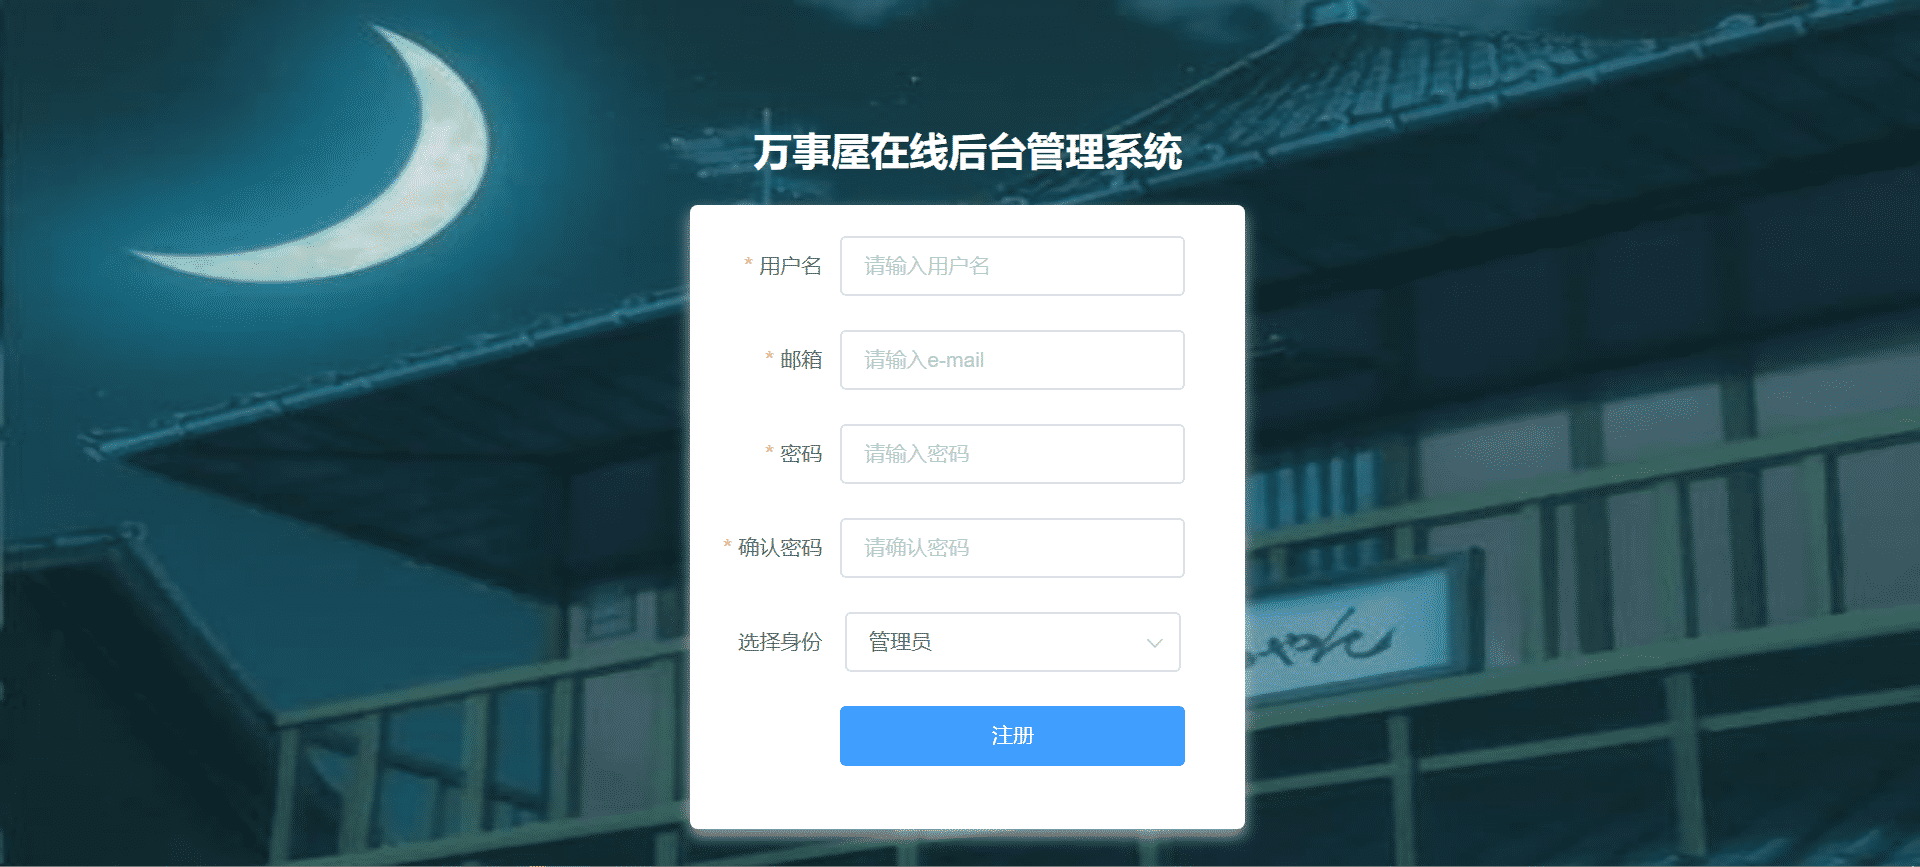 万事屋在线后台管理系统
* 用户名 请输入用户名
* 邮箱 请输入e-mail
* 密码 请输入密码
* 确认密码 请确认密码
选择身份 管理员
注册